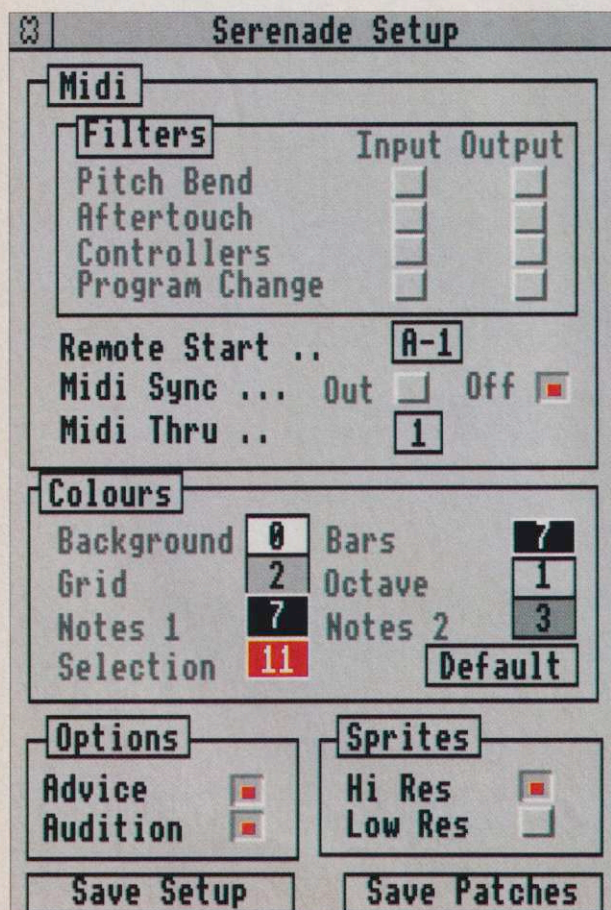 Serenade Setup
Midi
Filters Input Output
Pitch Bend
Aftertouch
Controllers
Program Change
Remote Start .. A-1
Midi Sync ... Out Off
Midi Thru .. 1
Colours
Background 0 Bars 7
Grid 2 Octave 1
Notes 1 7 Notes 2 3
Selection 11 Default
Options Sprites
Advice Hi Res
Audition Low Res
Save Setup Save Patches